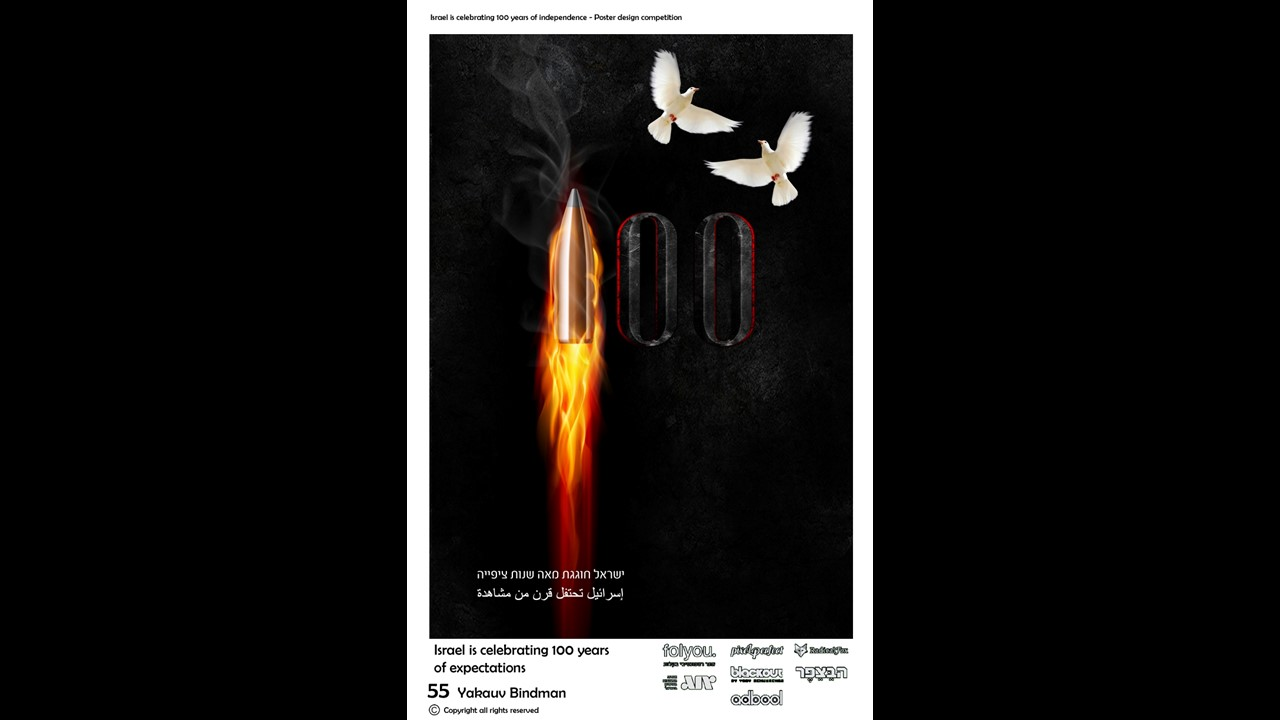 Israel is celebrating 100 years of independence - Poster design competition
00
ישראל חוגגת מאה שנות ציפייה
إسرائيل تحتفل قرن من مشاهدة
Israel is celebrating 100 years
of expectations
55 Yakauv Bindman
© Copyright all rights reserved
folyou.
pixelperfect
RadicalFox
blackout
הבצפר
adbool